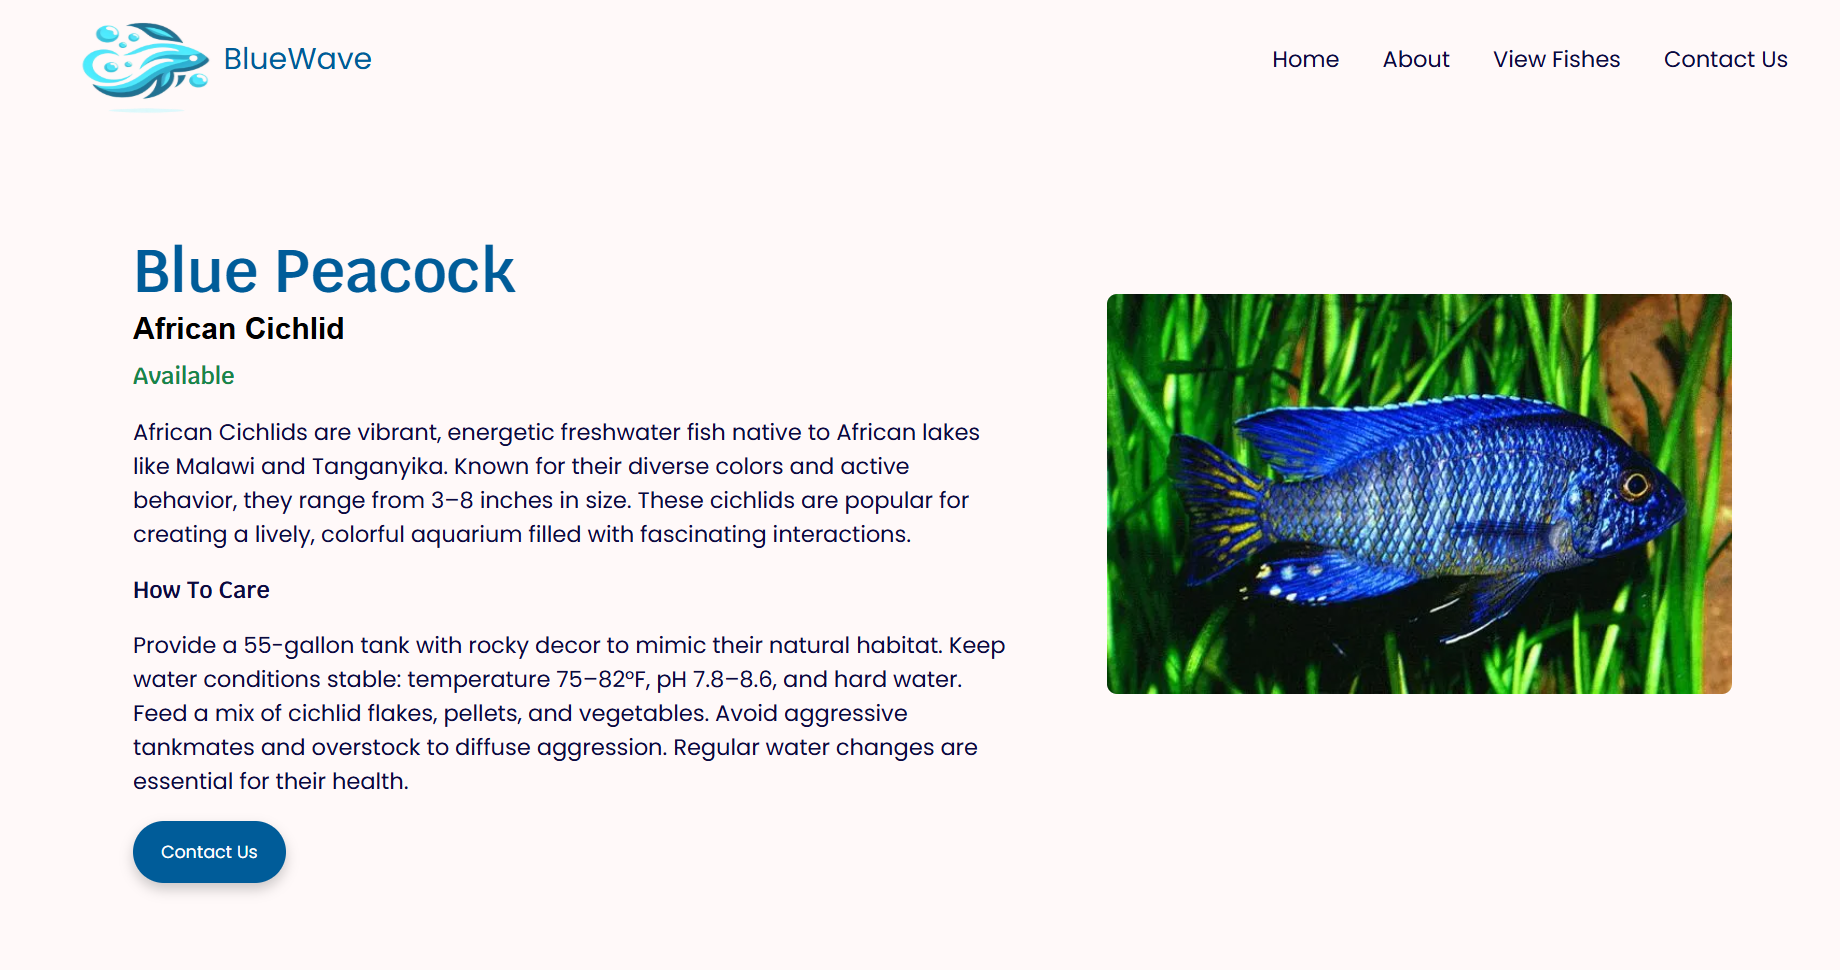 BlueWave
Home About View Fishes Contact Us
Blue Peacock
African Cichlid
Available
African Cichlids are vibrant, energetic freshwater fish native to African lakes
like Malawi and Tanganyika. Known for their diverse colors and active
behavior, they range from 3–8 inches in size. These cichlids are popular for
creating a lively, colorful aquarium filled with fascinating interactions.
How To Care
Provide a 55-gallon tank with rocky decor to mimic their natural habitat. Keep
water conditions stable: temperature 75–82°F, pH 7.8–8.6, and hard water.
Feed a mix of cichlid flakes, pellets, and vegetables. Avoid aggressive
tankmates and overstock to diffuse aggression. Regular water changes are
essential for their health.
Contact Us